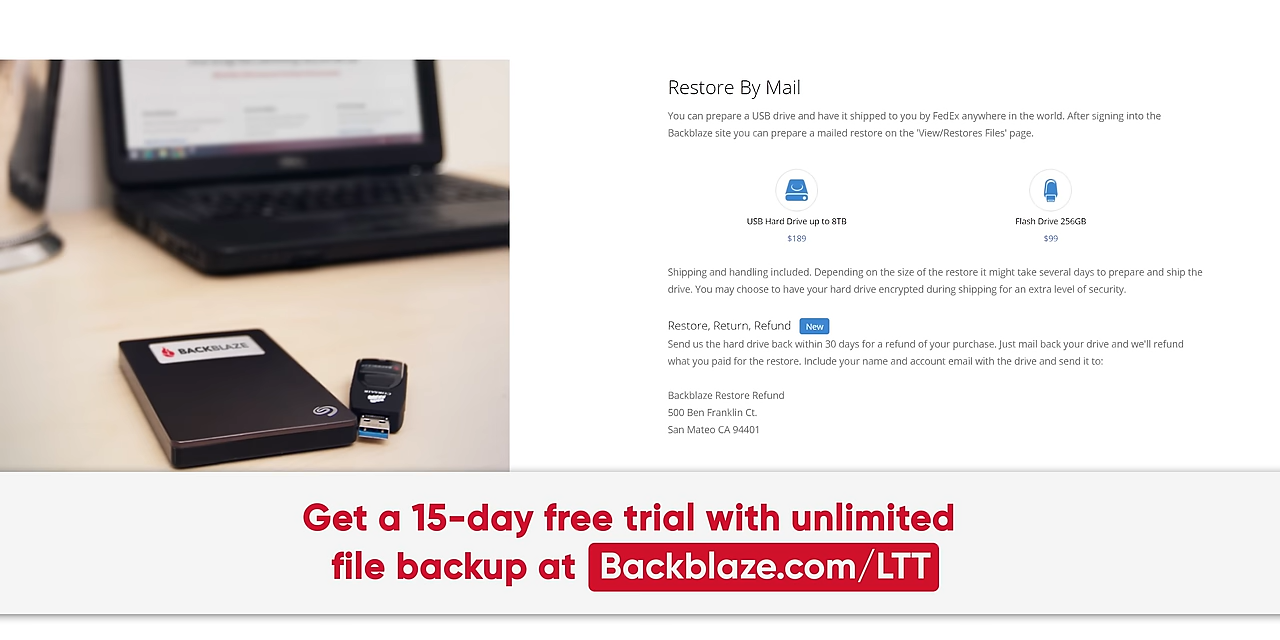 Restore By Mail
You can prepare a USB drive and have it shipped to you by FedEx anywhere in the world. After signing into the
Backblaze site you can prepare a mailed restore on the 'View/Restores Files' page.
USB Hard Drive up to 8TB
Flash Drive 256GB
$189
$99
Shipping and handling included. Depending on the size of the restore it might take several days to prepare and ship the
drive. You may choose to have your hard drive encrypted during shipping for an extra level of security.
Restore, Return, Refund New
Send us the hard drive back within 30 days for a refund of your purchase. Just mail back your drive and we'll refund
what you paid for the restore. Include your name and account email with the drive and send it to:
Backblaze Restore Refund
500 Ben Franklin Ct.
San Mateo CA 94401
BACKBLAZE
Get a 15-day free trial with unlimited
file backup at Backblaze.com/LTT